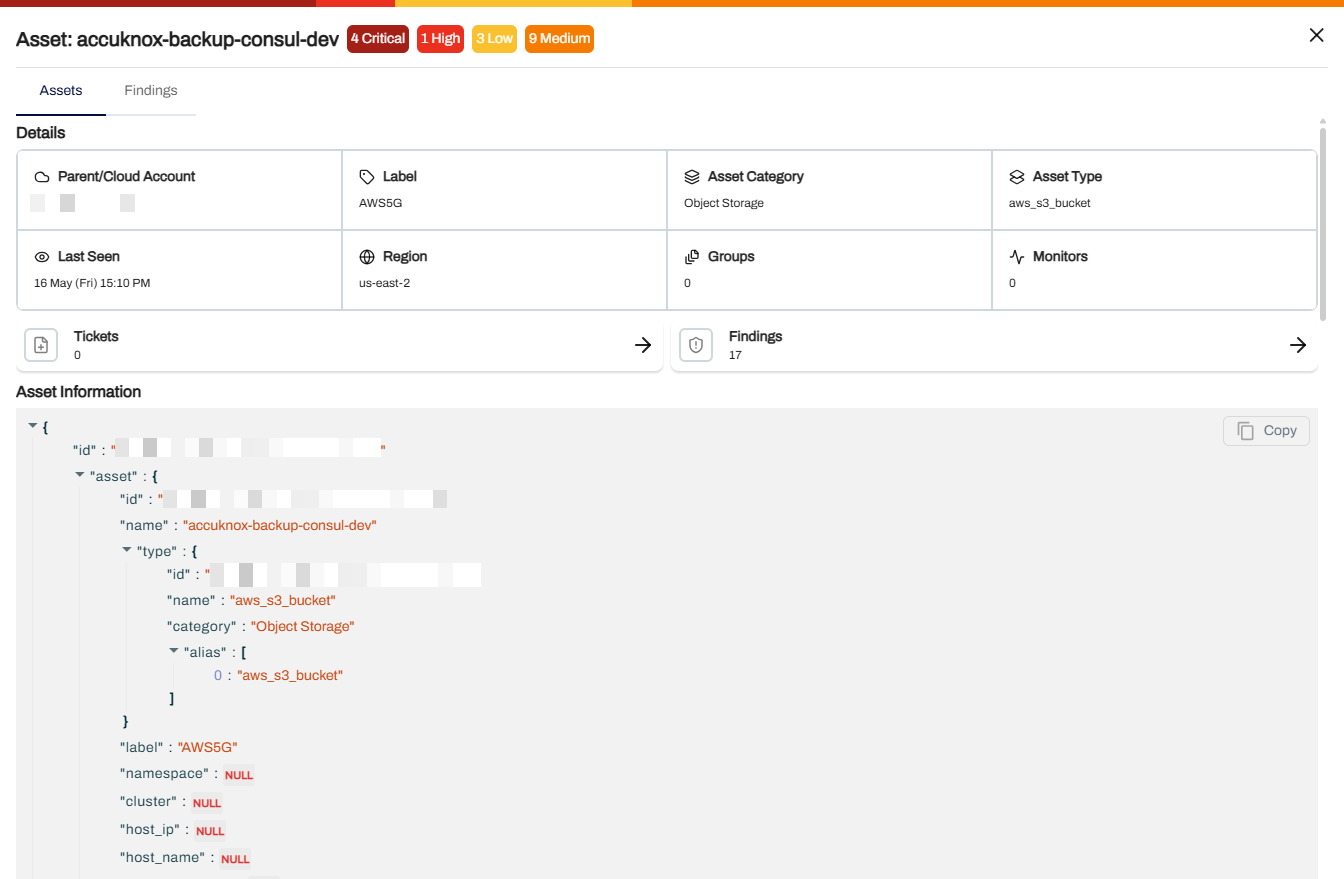 Asset: accuknox-backup-consul-dev 4 Critical 1 High 3 Low 9 Medium
Assets Findings
Details
Parent/Cloud Account
Label
AWS5G
Asset Category
Object Storage
Asset Type
aws_s3_bucket
Last Seen
16 May (Fri) 15:10 PM
Region
us-east-2
Groups
0
Monitors
0
Tickets
0
Findings
17
Asset Information
Copy
{
"id" : " "
"asset" : {
"id" : "
"name" : "accuknox-backup-consul-dev"
"type" : {
"id" : "
"name" : "aws_s3_bucket"
"category" : "Object Storage"
"alias" : [
0 : "aws_s3_bucket"
]
}
"label" : "AWS5G"
"namespace" : NULL
"cluster" : NULL
"host_ip" : NULL
"host_name" : NULL